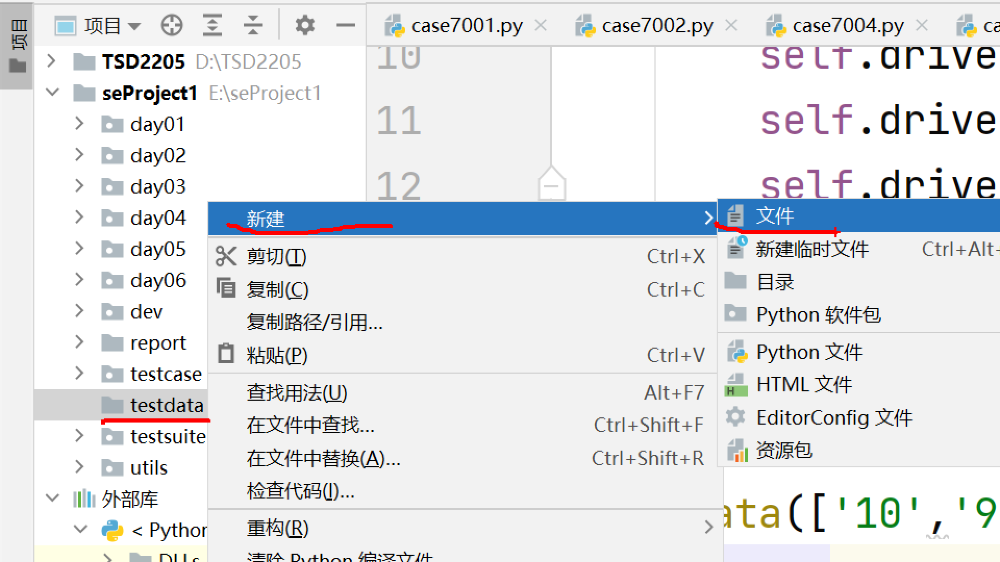 项目
项目
TSD2205 D:\TSD2205
seProject1 E:\seProject1
day01
day02
day03
day04
day05
day06
dev
report
testcase
testdata
testsuite
utils
外部库
< Python
DLLs
case7001.py
case7002.py
case7004.py
ca
10 self.drive
11 self.drive
12 self.drive
ata(['10','9
新建
剪切(T) Ctrl+X
复制(C) Ctrl+C
复制路径/引用...
粘贴(P) Ctrl+V
查找用法(U) Alt+F7
在文件中查找... Ctrl+Shift+F
在文件中替换(A)... Ctrl+Shift+R
检查代码(I)...
重构(R)
清除 Python 编译文件
文件
新建临时文件 Ctrl+Alt+
目录
Python 软件包
Python 文件
HTML 文件
EditorConfig 文件
资源包